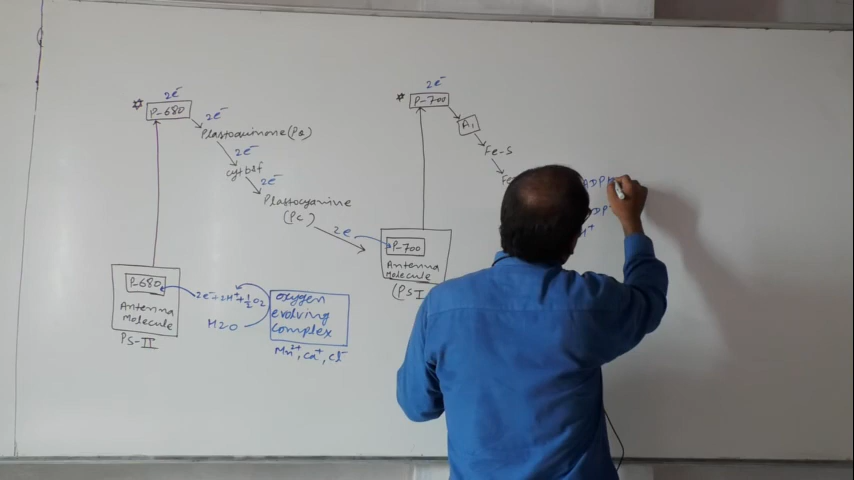 2e⁻
P-680
2e⁻
Plastoquinone (PQ)
2e⁻
cyt b6f
2e⁻
Plastocyanine
(PC)
2e
P-680
Antenna
Molecule
PS-II
2e⁻+2H⁺+½O2
H2O
oxygen
evolving
complex
Mn²⁺, Ca⁺, Cl⁻
2e⁻
P-700
A1
Fe-S
P-700
Antenna
Molecule
(PS I